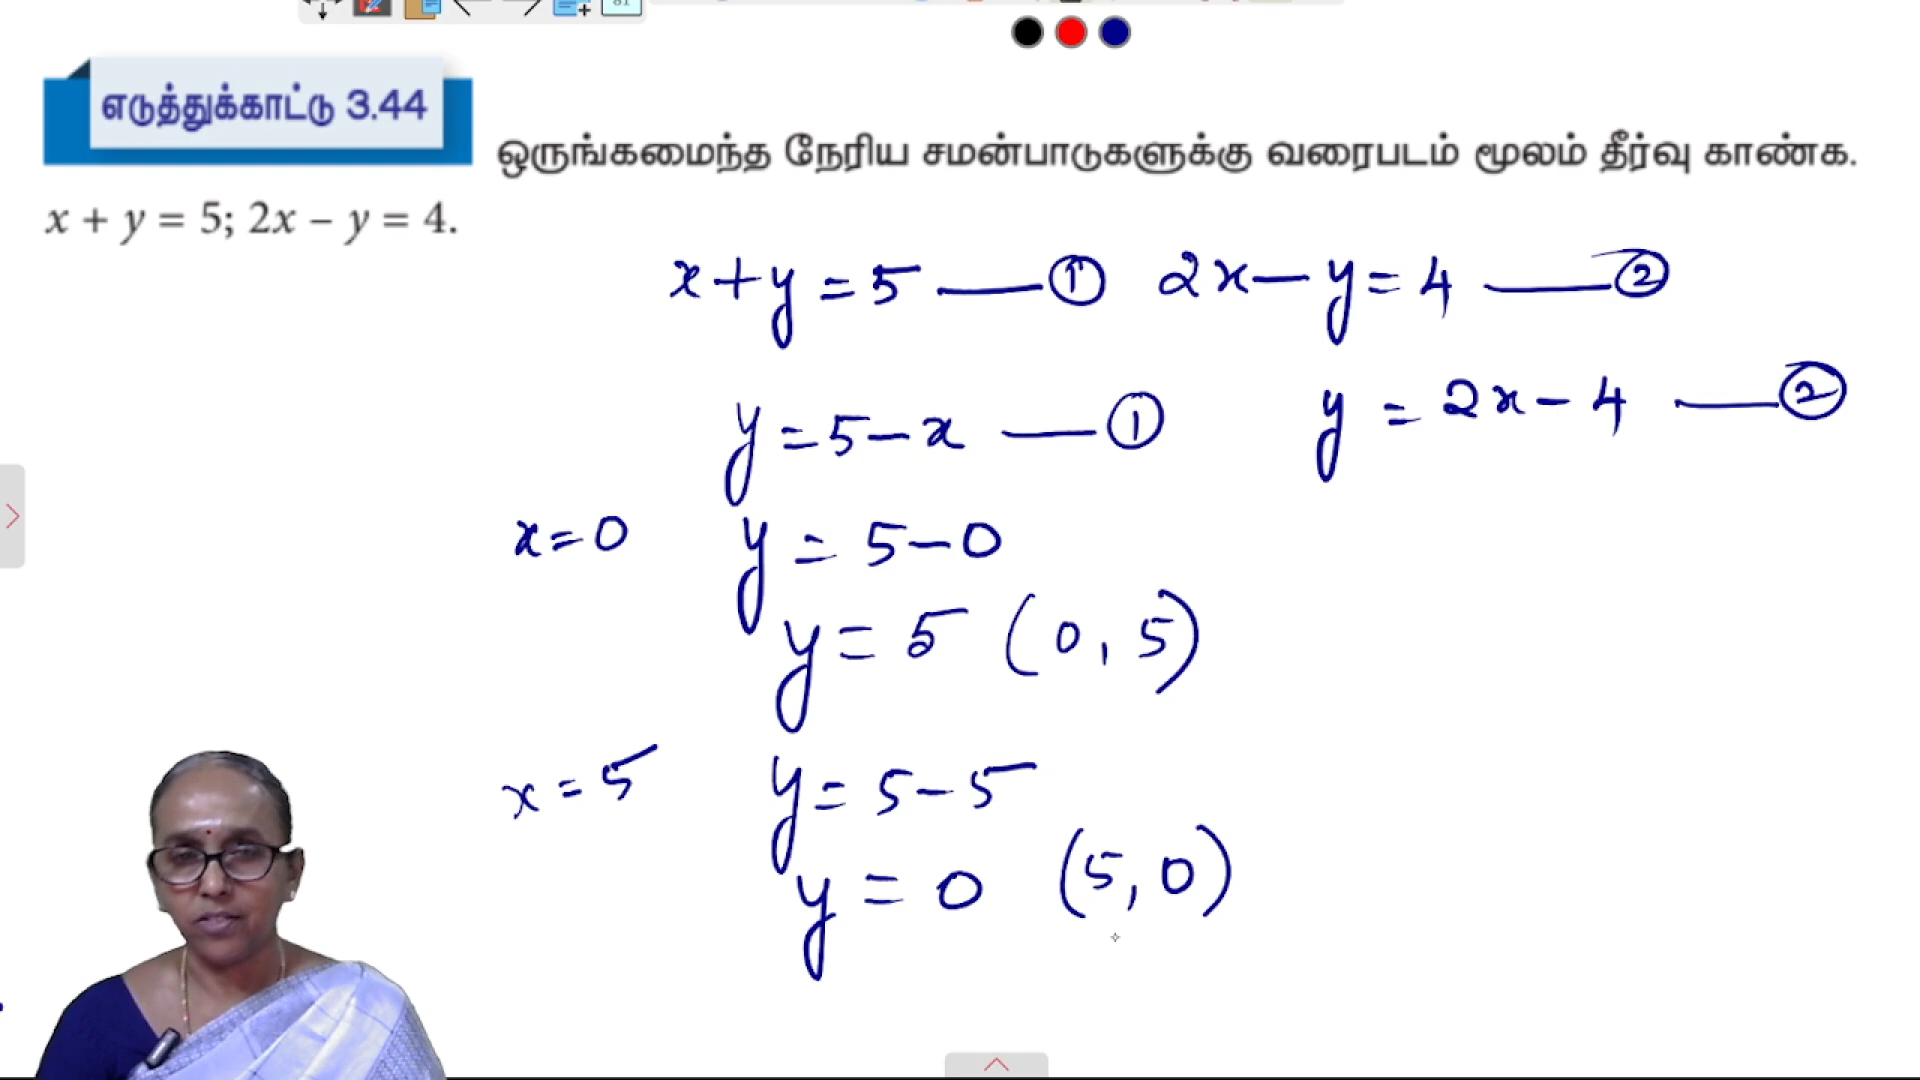 எடுத்துக்காட்டு 3.44
ஒருங்கமைந்த நேரிய சமன்பாடுகளுக்கு வரைபடம் மூலம் தீர்வு காண்க.
x + y = 5; 2x – y = 4.
x + y = 5 — ① 2x – y = 4 — ②
y = 5 – x — ① y = 2x – 4 — ②
x = 0 y = 5 – 0
y = 5 (0, 5)
x = 5 y = 5 – 5
y = 0 (5, 0)